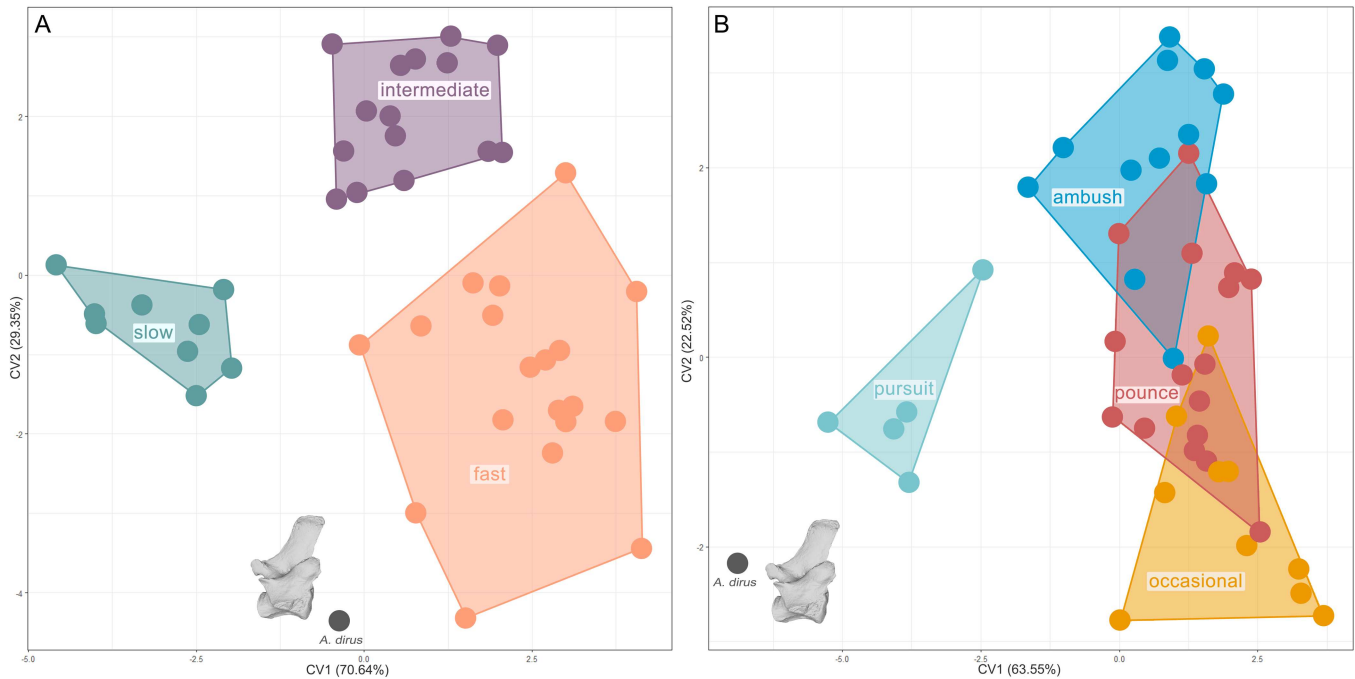 A
intermediate
2
0
slow
CV2 (29.35%)
-2
fast
-4
A. dirus
-5.0
-2.5
0.0
2.5
CV1 (70.64%)
B
ambush
2
0
CV2 (22.52%)
pursuit
pounce
-2
A. dirus
occasional
-5.0
-2.5
0.0
2.5
CV1 (63.55%)